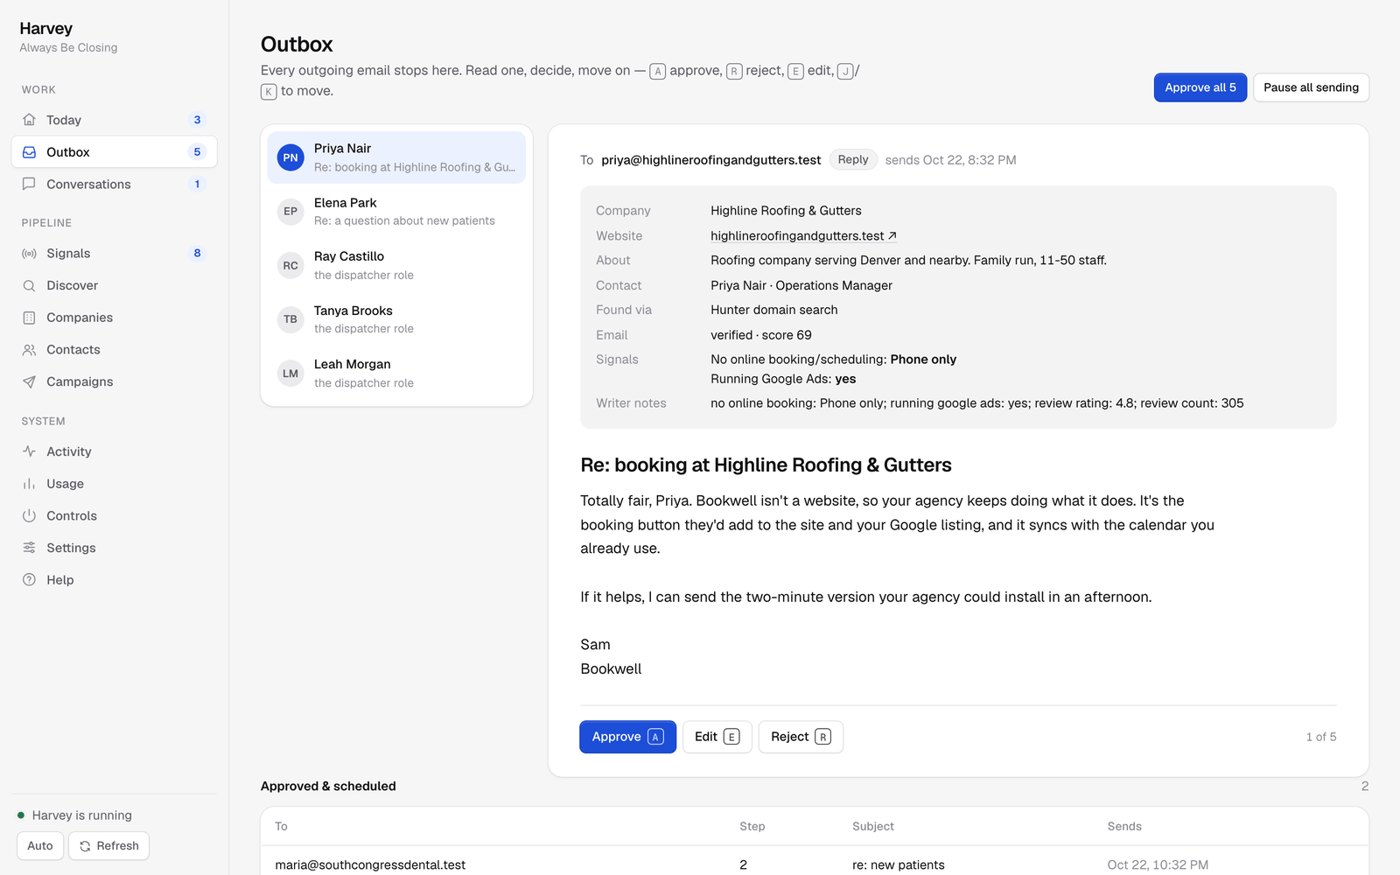 Harvey
Always Be Closing
WORK
Today 3
Outbox 5
Conversations 1
PIPELINE
Signals 8
Discover
Companies
Contacts
Campaigns
SYSTEM
Activity
Usage
Controls
Settings
Help
Harvey is running
Auto
Refresh
Outbox
Every outgoing email stops here. Read one, decide, move on — A approve, R reject, E edit, J/
K to move.
Approve all 5
Pause all sending
PN
Priya Nair
Re: booking at Highline Roofing & Gu...
EP
Elena Park
Re: a question about new patients
RC
Ray Castillo
the dispatcher role
TB
Tanya Brooks
the dispatcher role
LM
Leah Morgan
the dispatcher role
To priya@highlineroofingandgutters.test Reply sends Oct 22, 8:32 PM
Company Highline Roofing & Gutters
Website highlineroofingandgutters.test ↗
About Roofing company serving Denver and nearby. Family run, 11-50 staff.
Contact Priya Nair · Operations Manager
Found via Hunter domain search
Email verified · score 69
Signals No online booking/scheduling: Phone only
Running Google Ads: yes
Writer notes no online booking: Phone only; running google ads: yes; review rating: 4.8; review count: 305
Re: booking at Highline Roofing & Gutters
Totally fair, Priya. Bookwell isn't a website, so your agency keeps doing what it does. It's the
booking button they'd add to the site and your Google listing, and it syncs with the calendar you
already use.
If it helps, I can send the two-minute version your agency could install in an afternoon.
Sam
Bookwell
Approve A
Edit E
Reject R
1 of 5
Approved & scheduled 2
To Step Subject Sends
maria@southcongressdental.test 2 re: new patients Oct 22, 10:32 PM